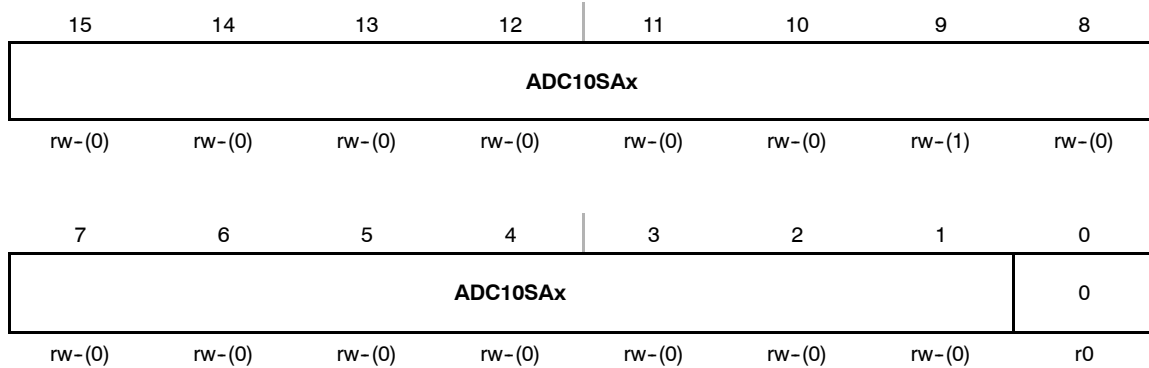 15 14 13 12 11 10 9 8
ADC10SAx
rw-(0) rw-(0) rw-(0) rw-(0) rw-(0) rw-(0) rw-(1) rw-(0)
7 6 5 4 3 2 1 0
ADC10SAx 0
rw-(0) rw-(0) rw-(0) rw-(0) rw-(0) rw-(0) rw-(0) r0